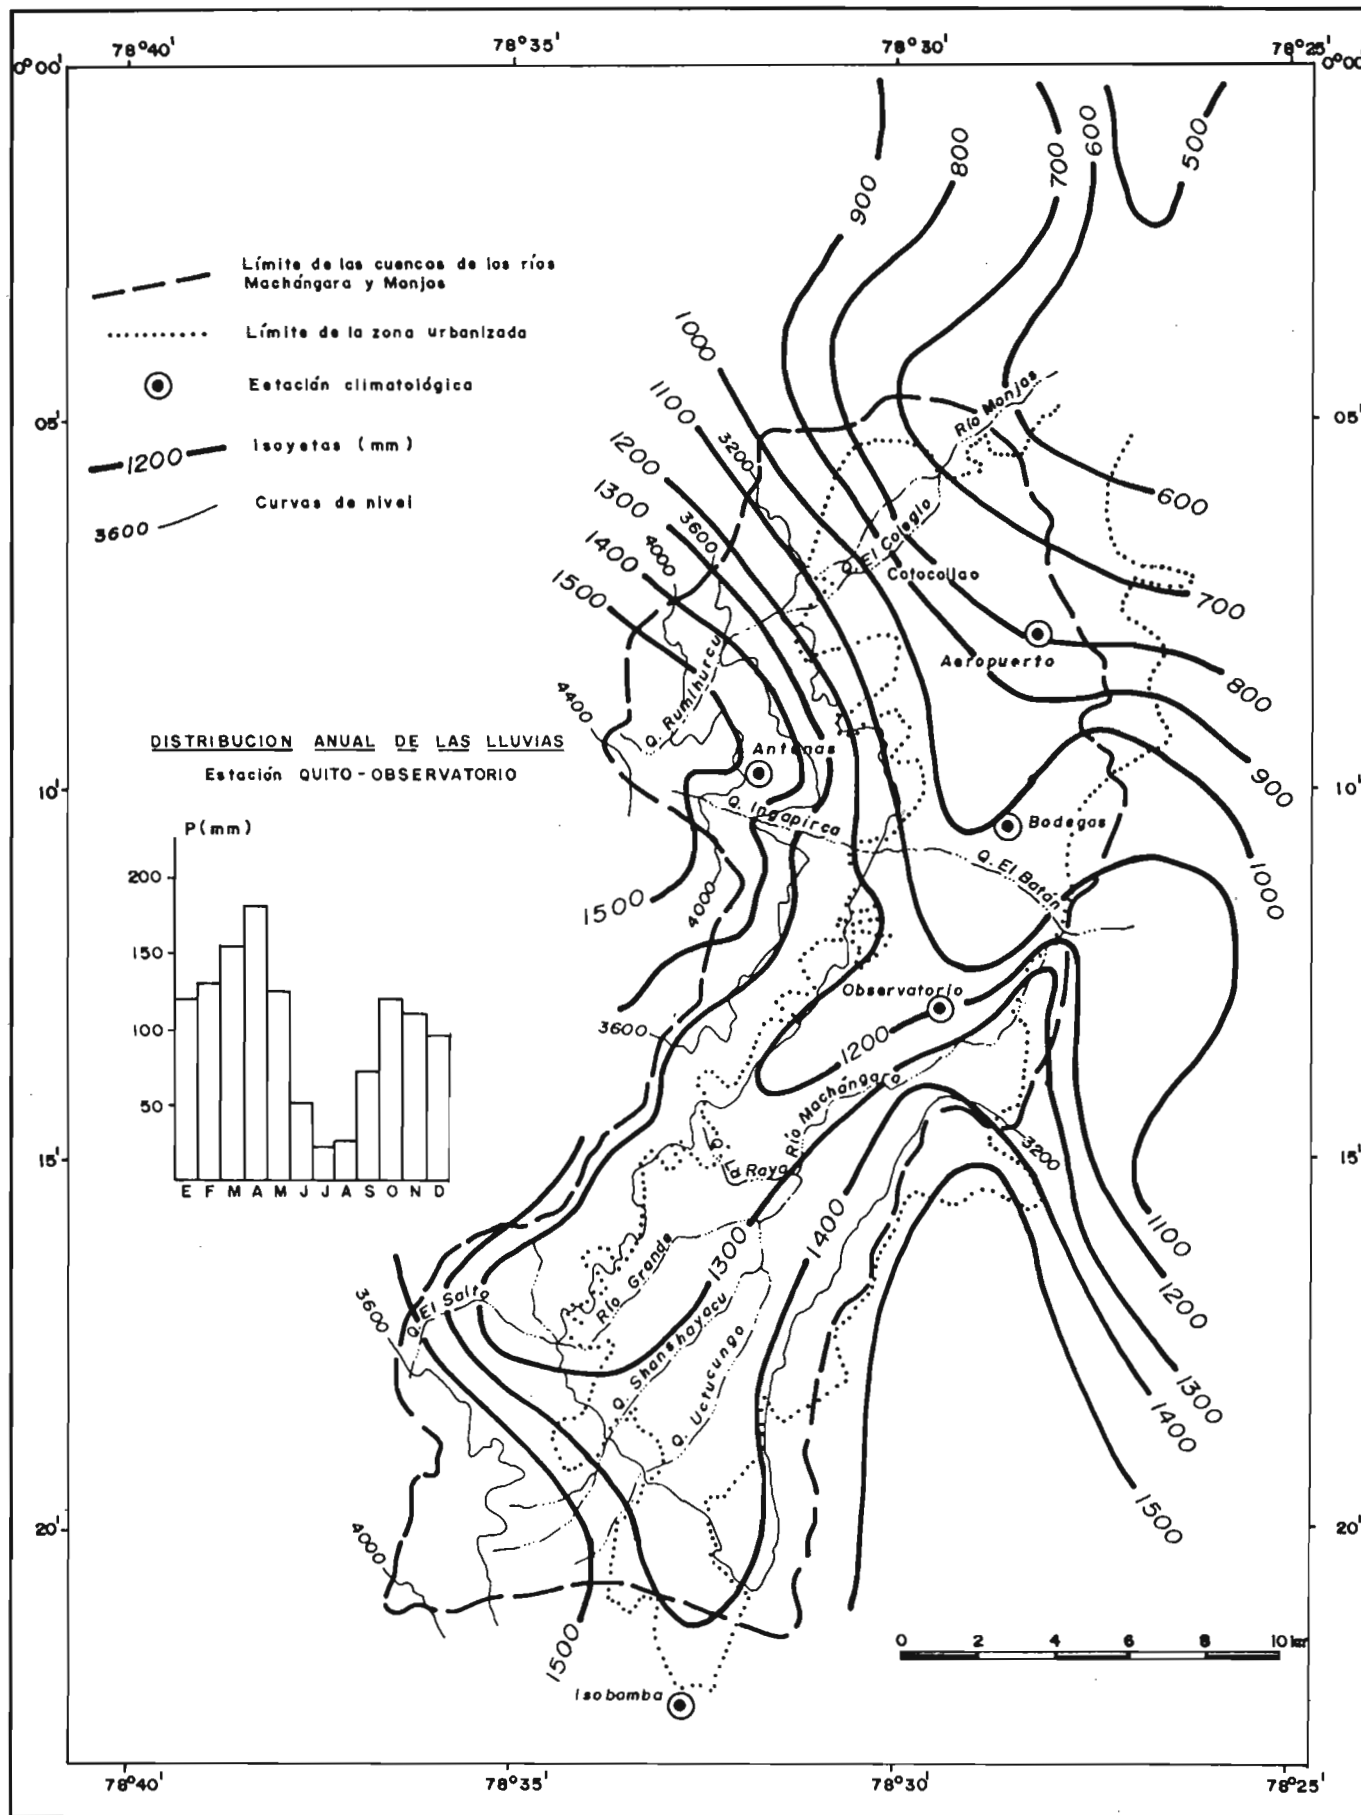 78°40' 78°35' 78°30' 78°25'
0°00' 0°00'
600
500
800
700
900
Límite de las cuencas de los ríos
Machángara y Monjas
Límite de la zona urbanizada
Estación climatológica
1200 Isoyetas (mm)
3600 Curvas de nivel
1000
1100
1200
1300
1400
1500
3200
3600
4000
4400
Río Monjas
05' 05'
600
Q. El Colegio
Cotocollao
700
Aeropuerto
800
Q. Rumihurcu
DISTRIBUCION ANUAL DE LAS LLUVIAS
Estación QUITO-OBSERVATORIO
Antenas
10' 10'
900
Q. Ingapirca
Bodegas
P(mm)
200
150
100
50
E F M A M J J A S O N D
Q. El Batán
1000
1500
4000
Observatorio
3600
1200
Río Machángara
3200
15' 15'
Q. La Raya
1100
1300
1400
Río Grande
1200
Q. El Salto
3600
Q. Shanshayacu
Q. Uctucungo
1300
1400
1500
20' 20'
4000
1500
0 2 4 6 8 10 km
Isobamba
78°40' 78°35' 78°30' 78°25'